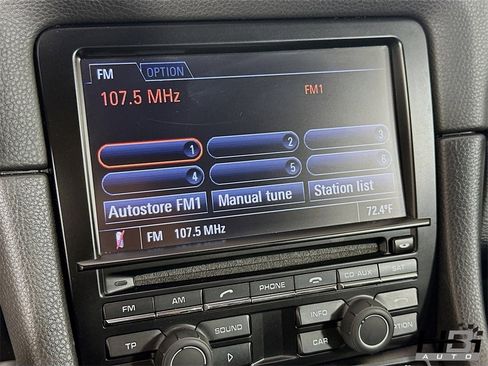 FM OPTION
107.5 MHz FM1
1 2 3
4 5 6
Autostore FM1 Manual tune Station list
FM 107.5 MHz 72.4°F
FM AM PHONE CD AUX SAT
TP SOUND INFO
CAR OPTION
AUTO